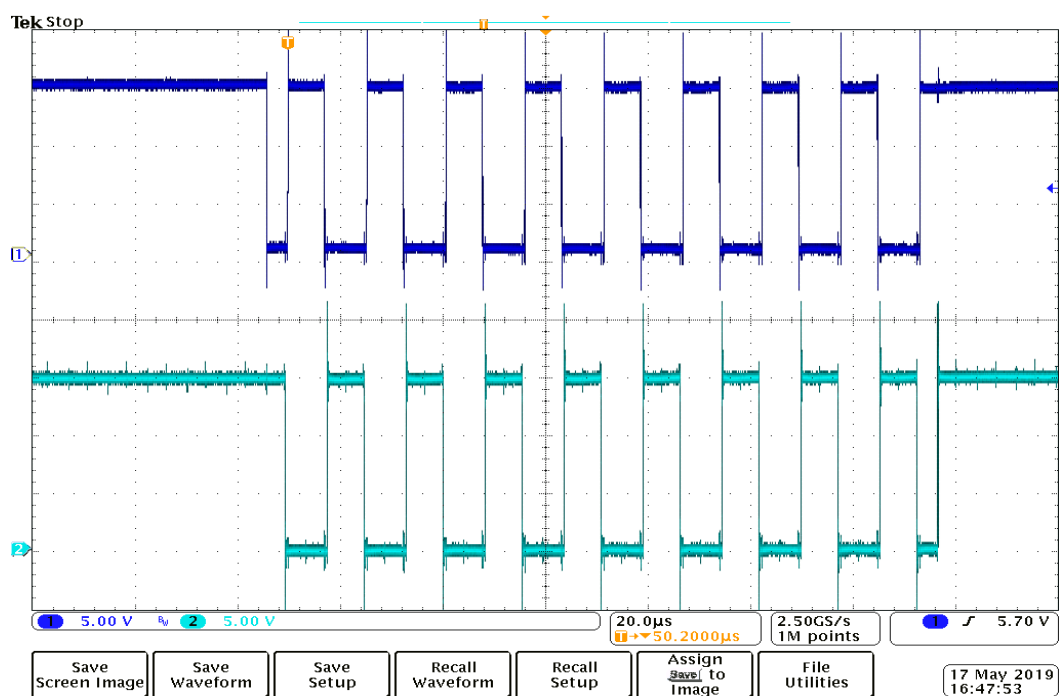 Tek Stop
T
T
1
2
1 5.00 V BW 2 5.00 V
20.0µs
T→▼50.2000µs
2.50GS/s
1M points
1 5.70 V
Save Screen Image
Save Waveform
Save Setup
Recall Waveform
Recall Setup
Assign Save to Image
File Utilities
17 May 2019
16:47:53